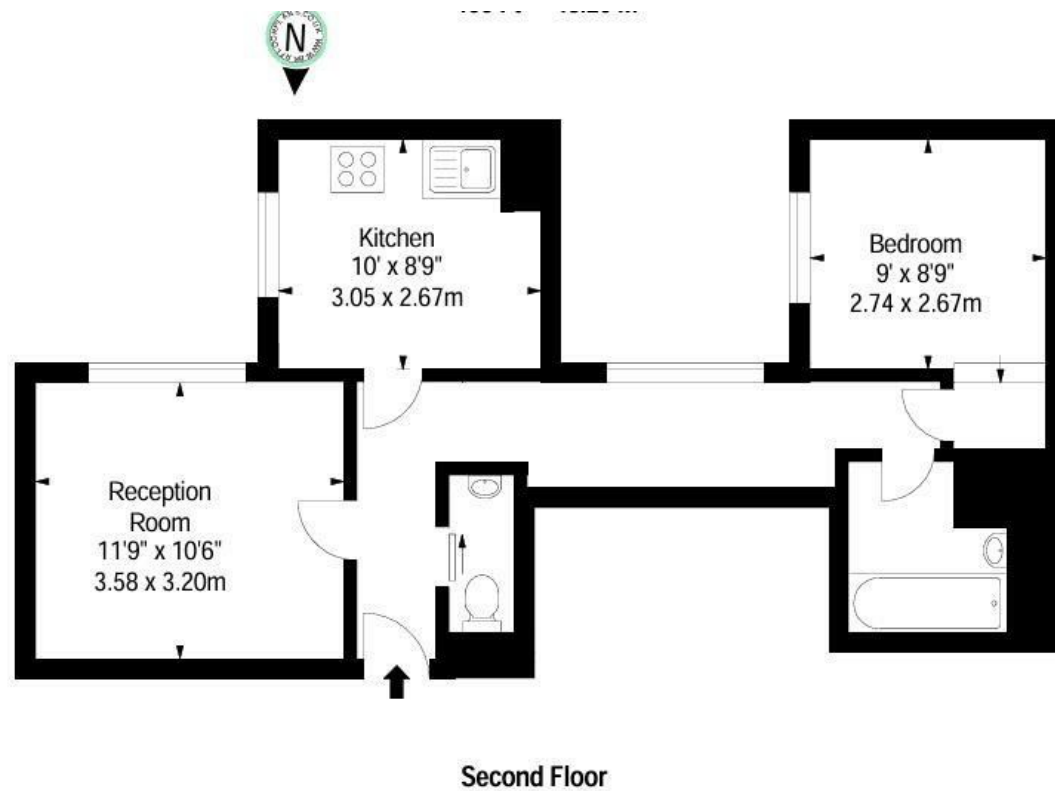 N
Kitchen
10' x 8'9"
3.05 x 2.67m
Bedroom
9' x 8'9"
2.74 x 2.67m
Reception
Room
11'9" x 10'6"
3.58 x 3.20m
Second Floor